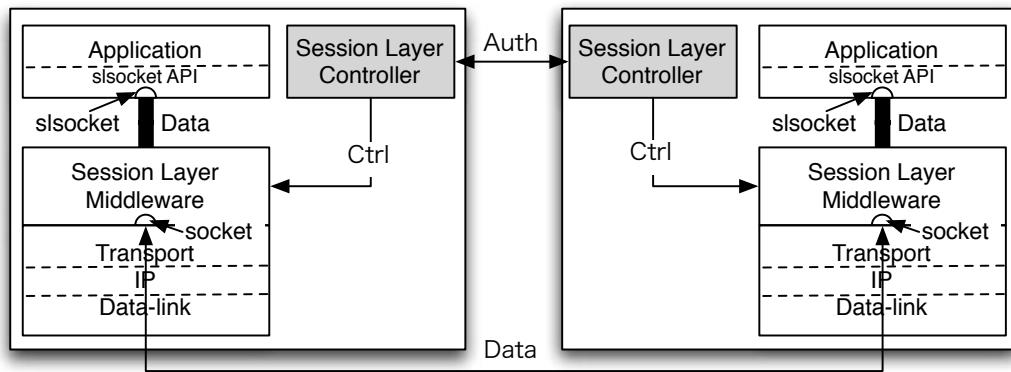 Application
slsocket API
slsocket
Data
Session Layer
Controller
Ctrl
Session Layer
Middleware
socket
Transport
IP
Data-link
Auth
Session Layer
Controller
Ctrl
Application
slsocket API
slsocket
Data
Session Layer
Middleware
socket
Transport
IP
Data-link
Data